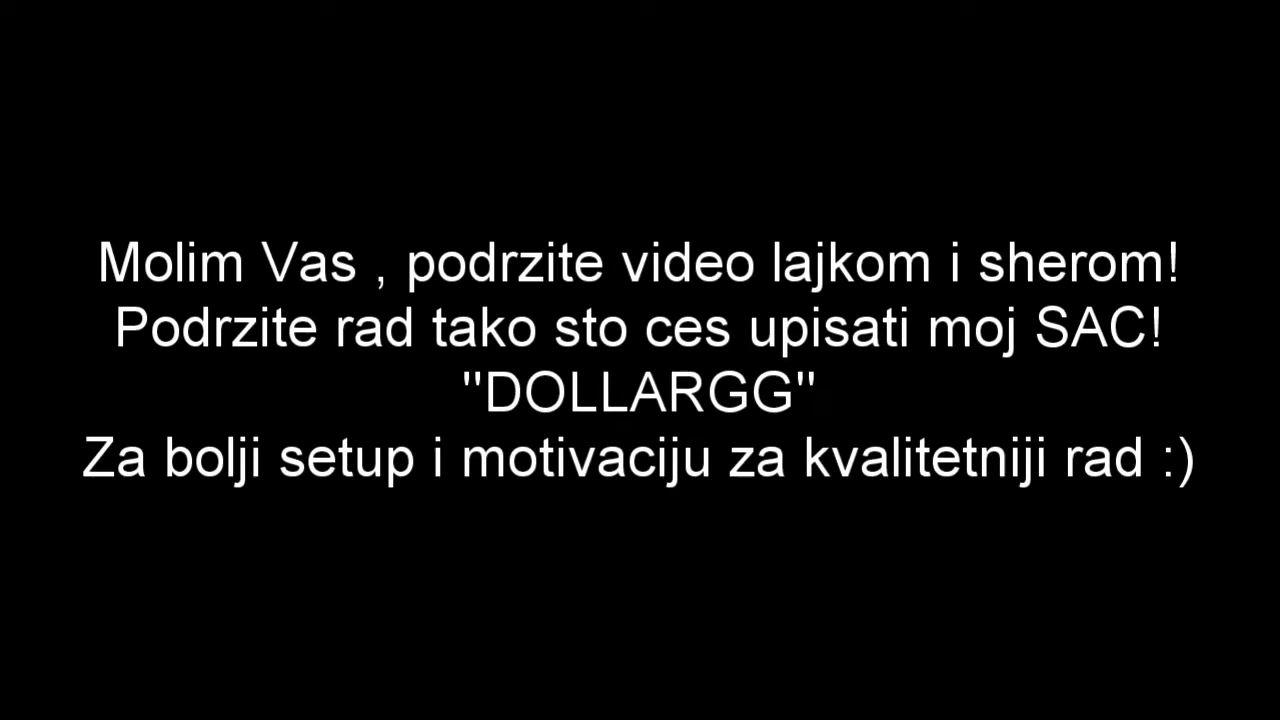 Molim Vas , podrzite video lajkom i sherom!
Podrzite rad tako sto ces upisati moj SAC!
"DOLLARGG"
Za bolji setup i motivaciju za kvalitetniji rad :)